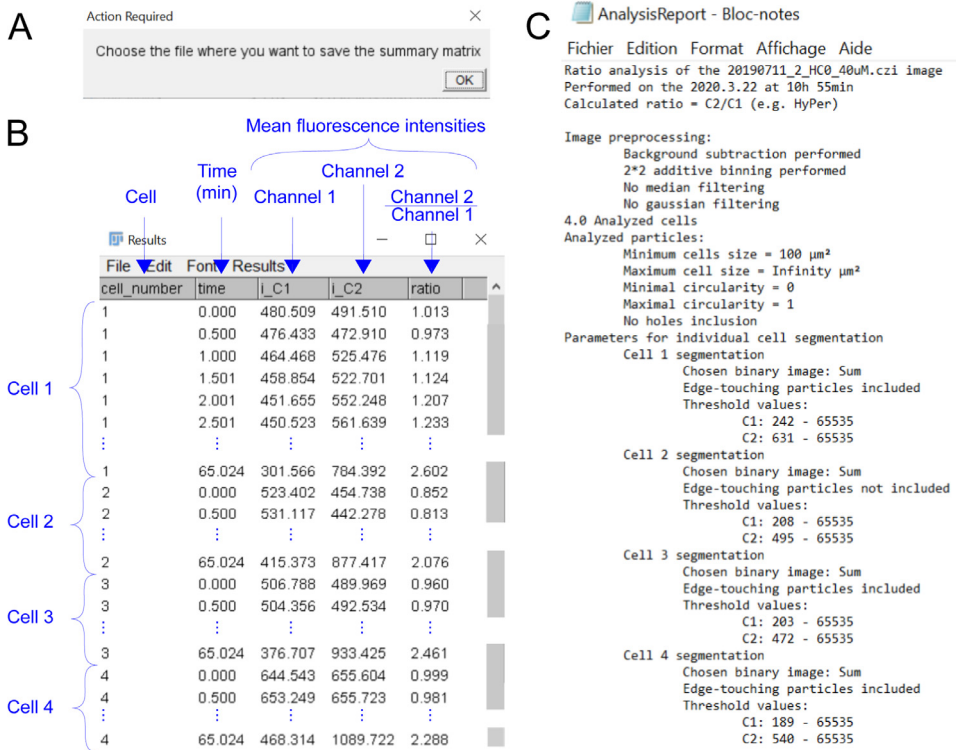 A
Action Required
Choose the file where you want to save the summary matrix
OK
B
Mean fluorescence intensities
Cell
Time
(min)
Channel 1
Channel 2
Channel 2
Channel 1
Results
File Edit Font Results
cell_number time i_C1 i_C2 ratio
1 0.000 480.509 491.510 1.013
1 0.500 476.433 472.910 0.973
1 1.000 464.468 525.476 1.119
1 1.501 458.854 522.701 1.124
1 2.001 451.655 552.248 1.207
1 2.501 450.523 561.639 1.233
1 65.024 301.566 784.392 2.602
2 0.000 523.402 454.738 0.852
2 0.500 531.117 442.278 0.813
2 65.024 415.373 877.417 2.076
3 0.000 506.788 489.969 0.960
3 0.500 504.356 492.534 0.970
3 65.024 376.707 933.425 2.461
4 0.000 644.543 655.604 0.999
4 0.500 653.249 655.723 0.981
4 65.024 468.314 1089.722 2.288
Cell 1
Cell 2
Cell 3
Cell 4
C
AnalysisReport - Bloc-notes
Fichier Edition Format Affichage Aide
Ratio analysis of the 20190711_2_HC0_40uM.czi image
Performed on the 2020.3.22 at 10h 55min
Calculated ratio = C2/C1 (e.g. HyPer)
Image preprocessing:
Background subtraction performed
2*2 additive binning performed
No median filtering
No gaussian filtering
4.0 Analyzed cells
Analyzed particles:
Minimum cells size = 100 µm²
Maximum cell size = Infinity µm²
Minimal circularity = 0
Maximal circularity = 1
No holes inclusion
Parameters for individual cell segmentation
Cell 1 segmentation
Chosen binary image: Sum
Edge-touching particles included
Threshold values:
C1: 242 - 65535
C2: 631 - 65535
Cell 2 segmentation
Chosen binary image: Sum
Edge-touching particles not included
Threshold values:
C1: 208 - 65535
C2: 495 - 65535
Cell 3 segmentation
Chosen binary image: Sum
Edge-touching particles included
Threshold values:
C1: 203 - 65535
C2: 472 - 65535
Cell 4 segmentation
Chosen binary image: Sum
Edge-touching particles included
Threshold values:
C1: 189 - 65535
C2: 540 - 65535